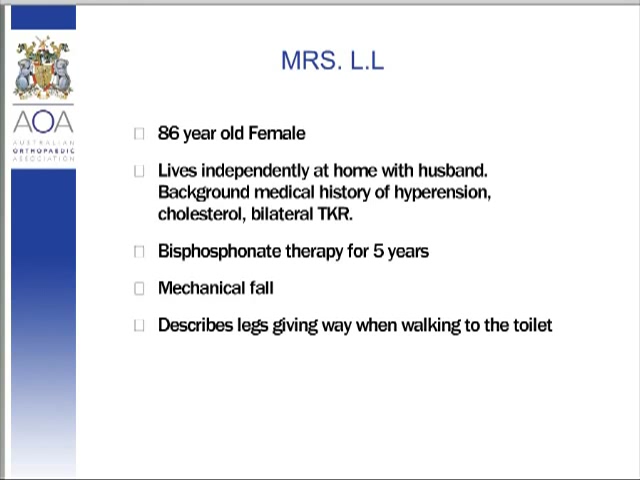 MRS. L.L
AOA
AUSTRALIAN
ORTHOPAEDIC
ASSOCIATION
86 year old Female
Lives independently at home with husband.
Background medical history of hyperension,
cholesterol, bilateral TKR.
Bisphosphonate therapy for 5 years
Mechanical fall
Describes legs giving way when walking to the toilet